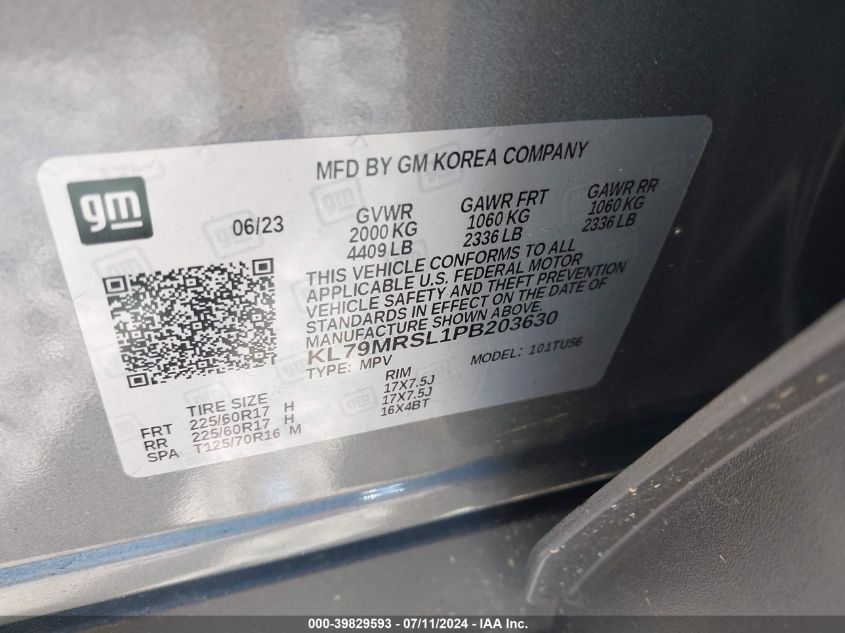 MFD BY GM KOREA COMPANY
gm
06/23
GVWR
2000 KG
4409 LB
GAWR FRT
1060 KG
2336 LB
GAWR RR
1060 KG
2336 LB
THIS VEHICLE CONFORMS TO ALL
APPLICABLE U.S. FEDERAL MOTOR
VEHICLE SAFETY AND THEFT PREVENTION
STANDARDS IN EFFECT ON THE DATE OF
MANUFACTURE SHOWN ABOVE.
KL79MRSL1PB203630
TYPE: MPV
MODEL: 101TUS6
TIRE SIZE
RIM
FRT 225/60R17 H 17X7.5J
RR 225/60R17 H 17X7.5J
SPA T125/70R16 M 16X4BT
000-39829593 - 07/11/2024 - IAA Inc.